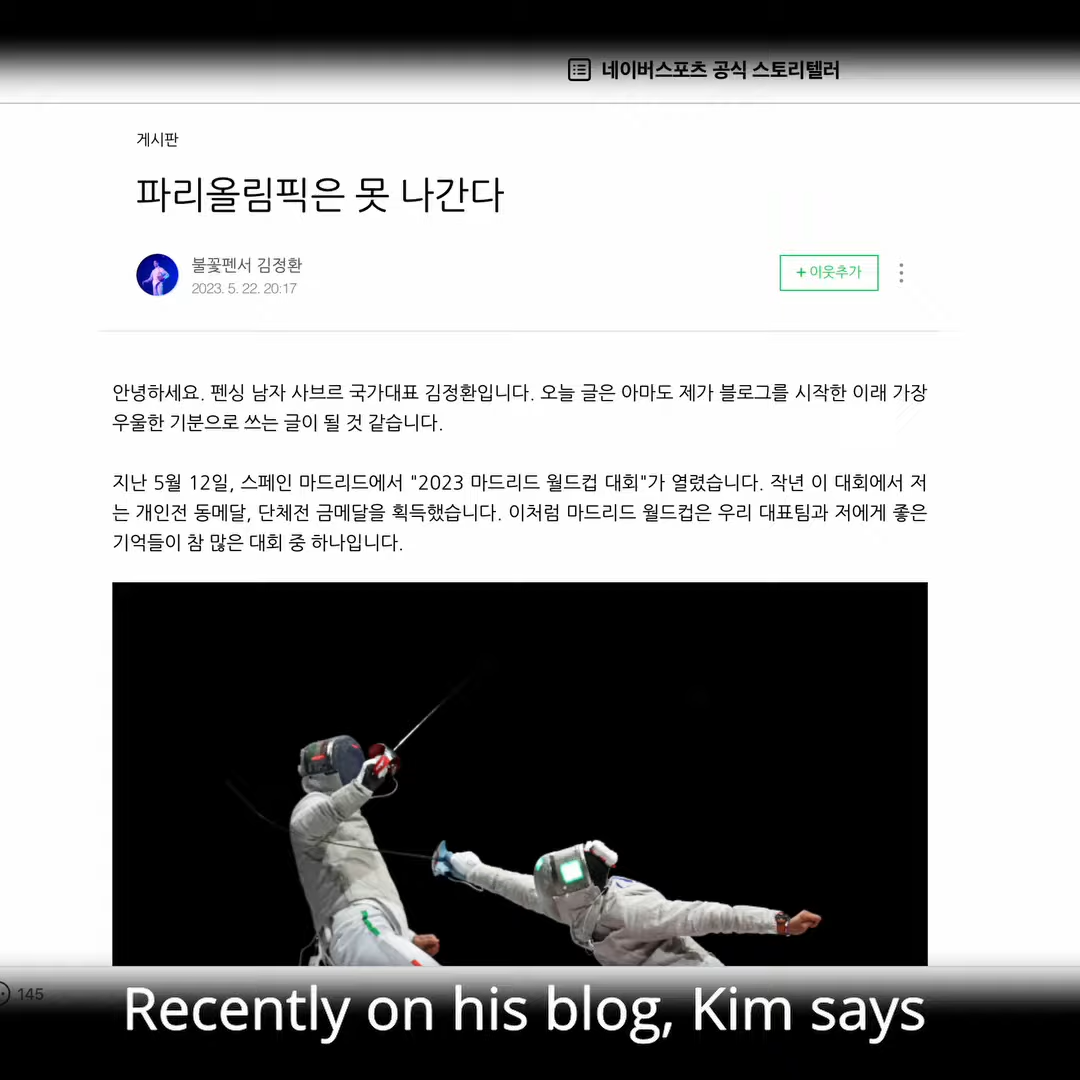 네이버스포츠 공식 스토리텔러
게시판
파리올림픽은 못 나간다
불꽃펜서 김정환
2023. 5. 22. 20:17
+ 이웃추가
안녕하세요. 펜싱 남자 사브르 국가대표 김정환입니다. 오늘 글은 아마도 제가 블로그를 시작한 이래 가장
우울한 기분으로 쓰는 글이 될 것 같습니다.
지난 5월 12일, 스페인 마드리드에서 "2023 마드리드 월드컵 대회"가 열렸습니다. 작년 이 대회에서 저
는 개인전 동메달, 단체전 금메달을 획득했습니다. 이처럼 마드리드 월드컵은 우리 대표팀과 저에게 좋은
기억들이 참 많은 대회 중 하나입니다.
145
Recently on his blog, Kim says